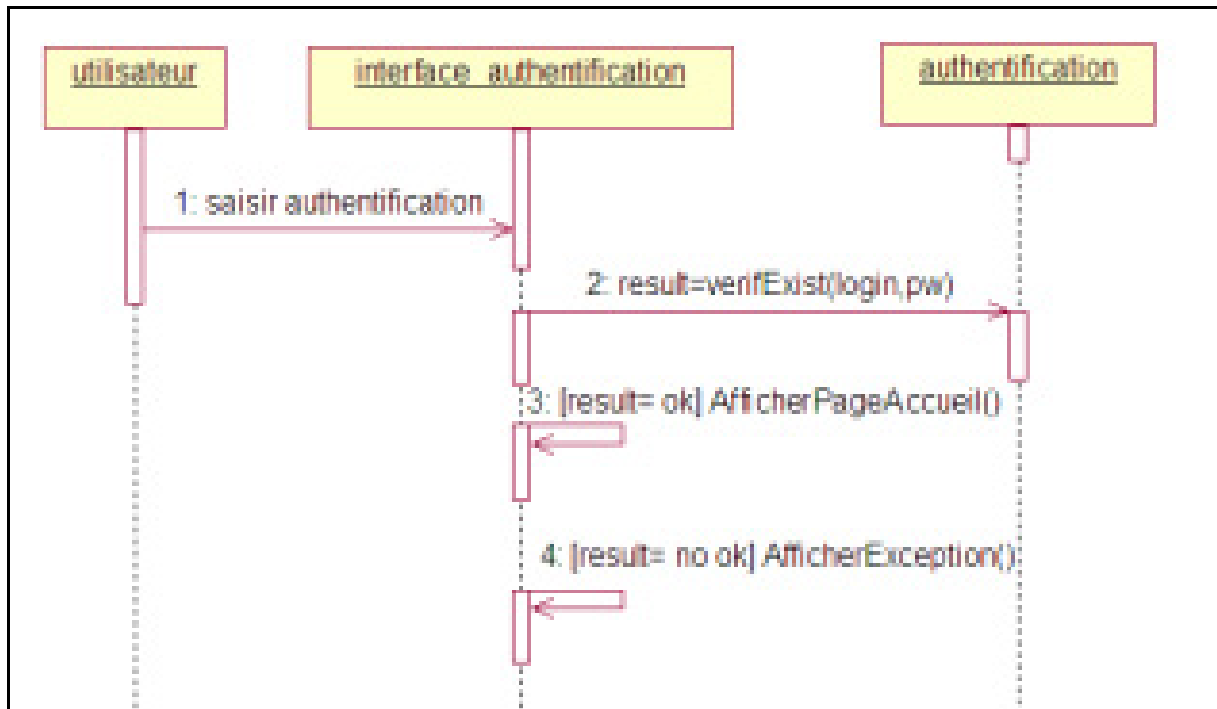 utilisateur
interface authentification
authentification
1: saisir authentification
2: result=verifExist(login,pw)
3: [result= ok] AfficherPageAccueil()
4: [result= no ok] AfficherException()